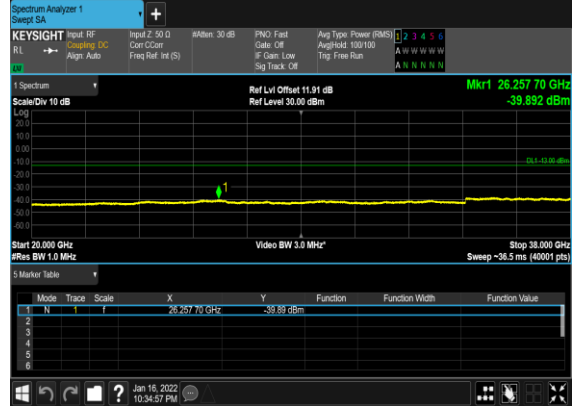 Spectrum Analyzer 1
Swept SA
+
KEYSIGHT Input: RF Input Z: 50 Ω #Atten: 30 dB PNO: Fast Avg Type: Power (RMS) 1 2 3 4 5 6
RL Coupling: DC Corr CCorr Gate: Off Avg|Hold: 100/100 A W W W W W
Align: Auto Freq Ref: Int (S) IF Gain: Low Trig: Free Run
Sig Track: Off A N N N N N
1 Spectrum
Ref Lvl Offset 11.91 dB Mkr1 26.257 70 GHz
Scale/Div 10 dB Ref Level 30.00 dBm -39.892 dBm
Log
20.0
10.0
0.00
-10.0
DL1 -13.00 dBm
-20.0
-30.0
1
-40.0
-50.0
-60.0
Start 20.000 GHz Video BW 3.0 MHz* Stop 38.000 GHz
#Res BW 1.0 MHz Sweep ~36.5 ms (40001 pts)
5 Marker Table
Mode Trace Scale X Y Function Function Width Function Value
1 N 1 f 26.257 70 GHz -39.89 dBm
2
3
4
5
6
? Jan 16, 2022
10:34:57 PM